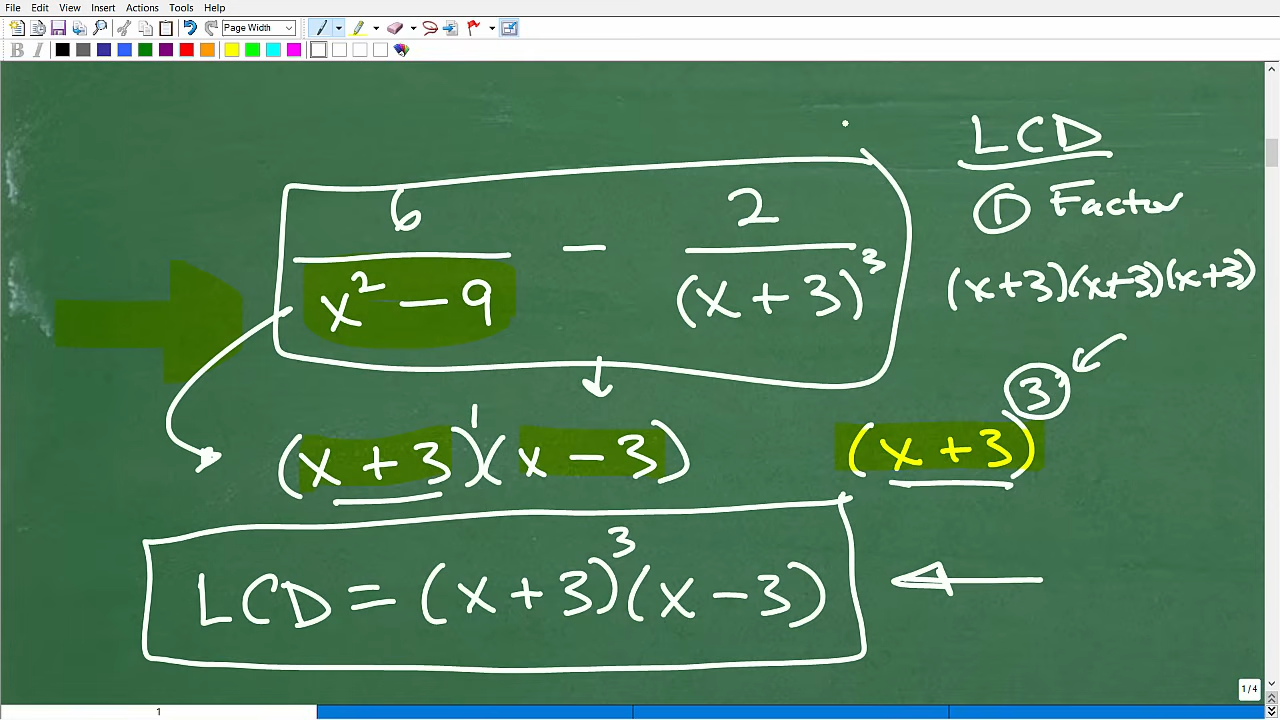 File Edit View Insert Actions Tools Help
Page Width
B I
LCD
① Factor
6/(x² − 9) − 2/(x + 3)³
(x+3)(x+3)(x+3)
3
(x + 3)¹(x − 3) (x + 3)
LCD = (x + 3)³(x − 3)
1/4
1